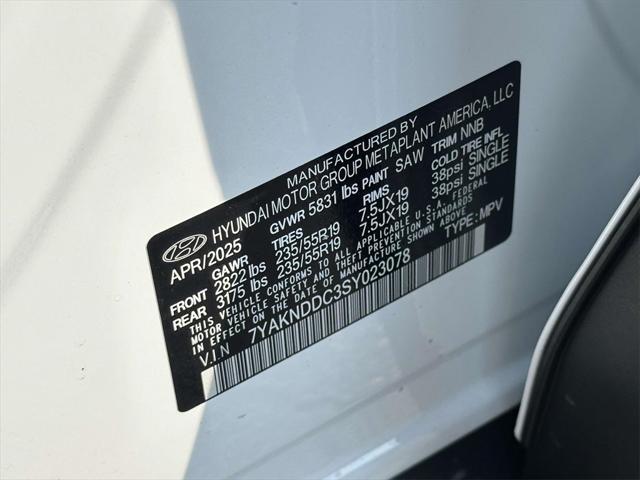 MANUFACTURED BY
HYUNDAI MOTOR GROUP METAPLANT AMERICA, LLC
APR/2025 GVWR 5831 lbs PAINT SAW TRIM NNB
GAWR TIRES RIMS COLD TIRE INFL
FRONT 2822 lbs 235/55R19 7.5JX19 38psi SINGLE
REAR 3175 lbs 235/55R19 7.5JX19 38psi SINGLE
THIS VEHICLE CONFORMS TO ALL APPLICABLE U.S.A. FEDERAL
MOTOR VEHICLE SAFETY AND THEFT PREVENTION STANDARDS
IN EFFECT ON THE DATE OF MANUFACTURE SHOWN ABOVE
V.I.N 7YAKNDDC3SY023078 TYPE: MPV